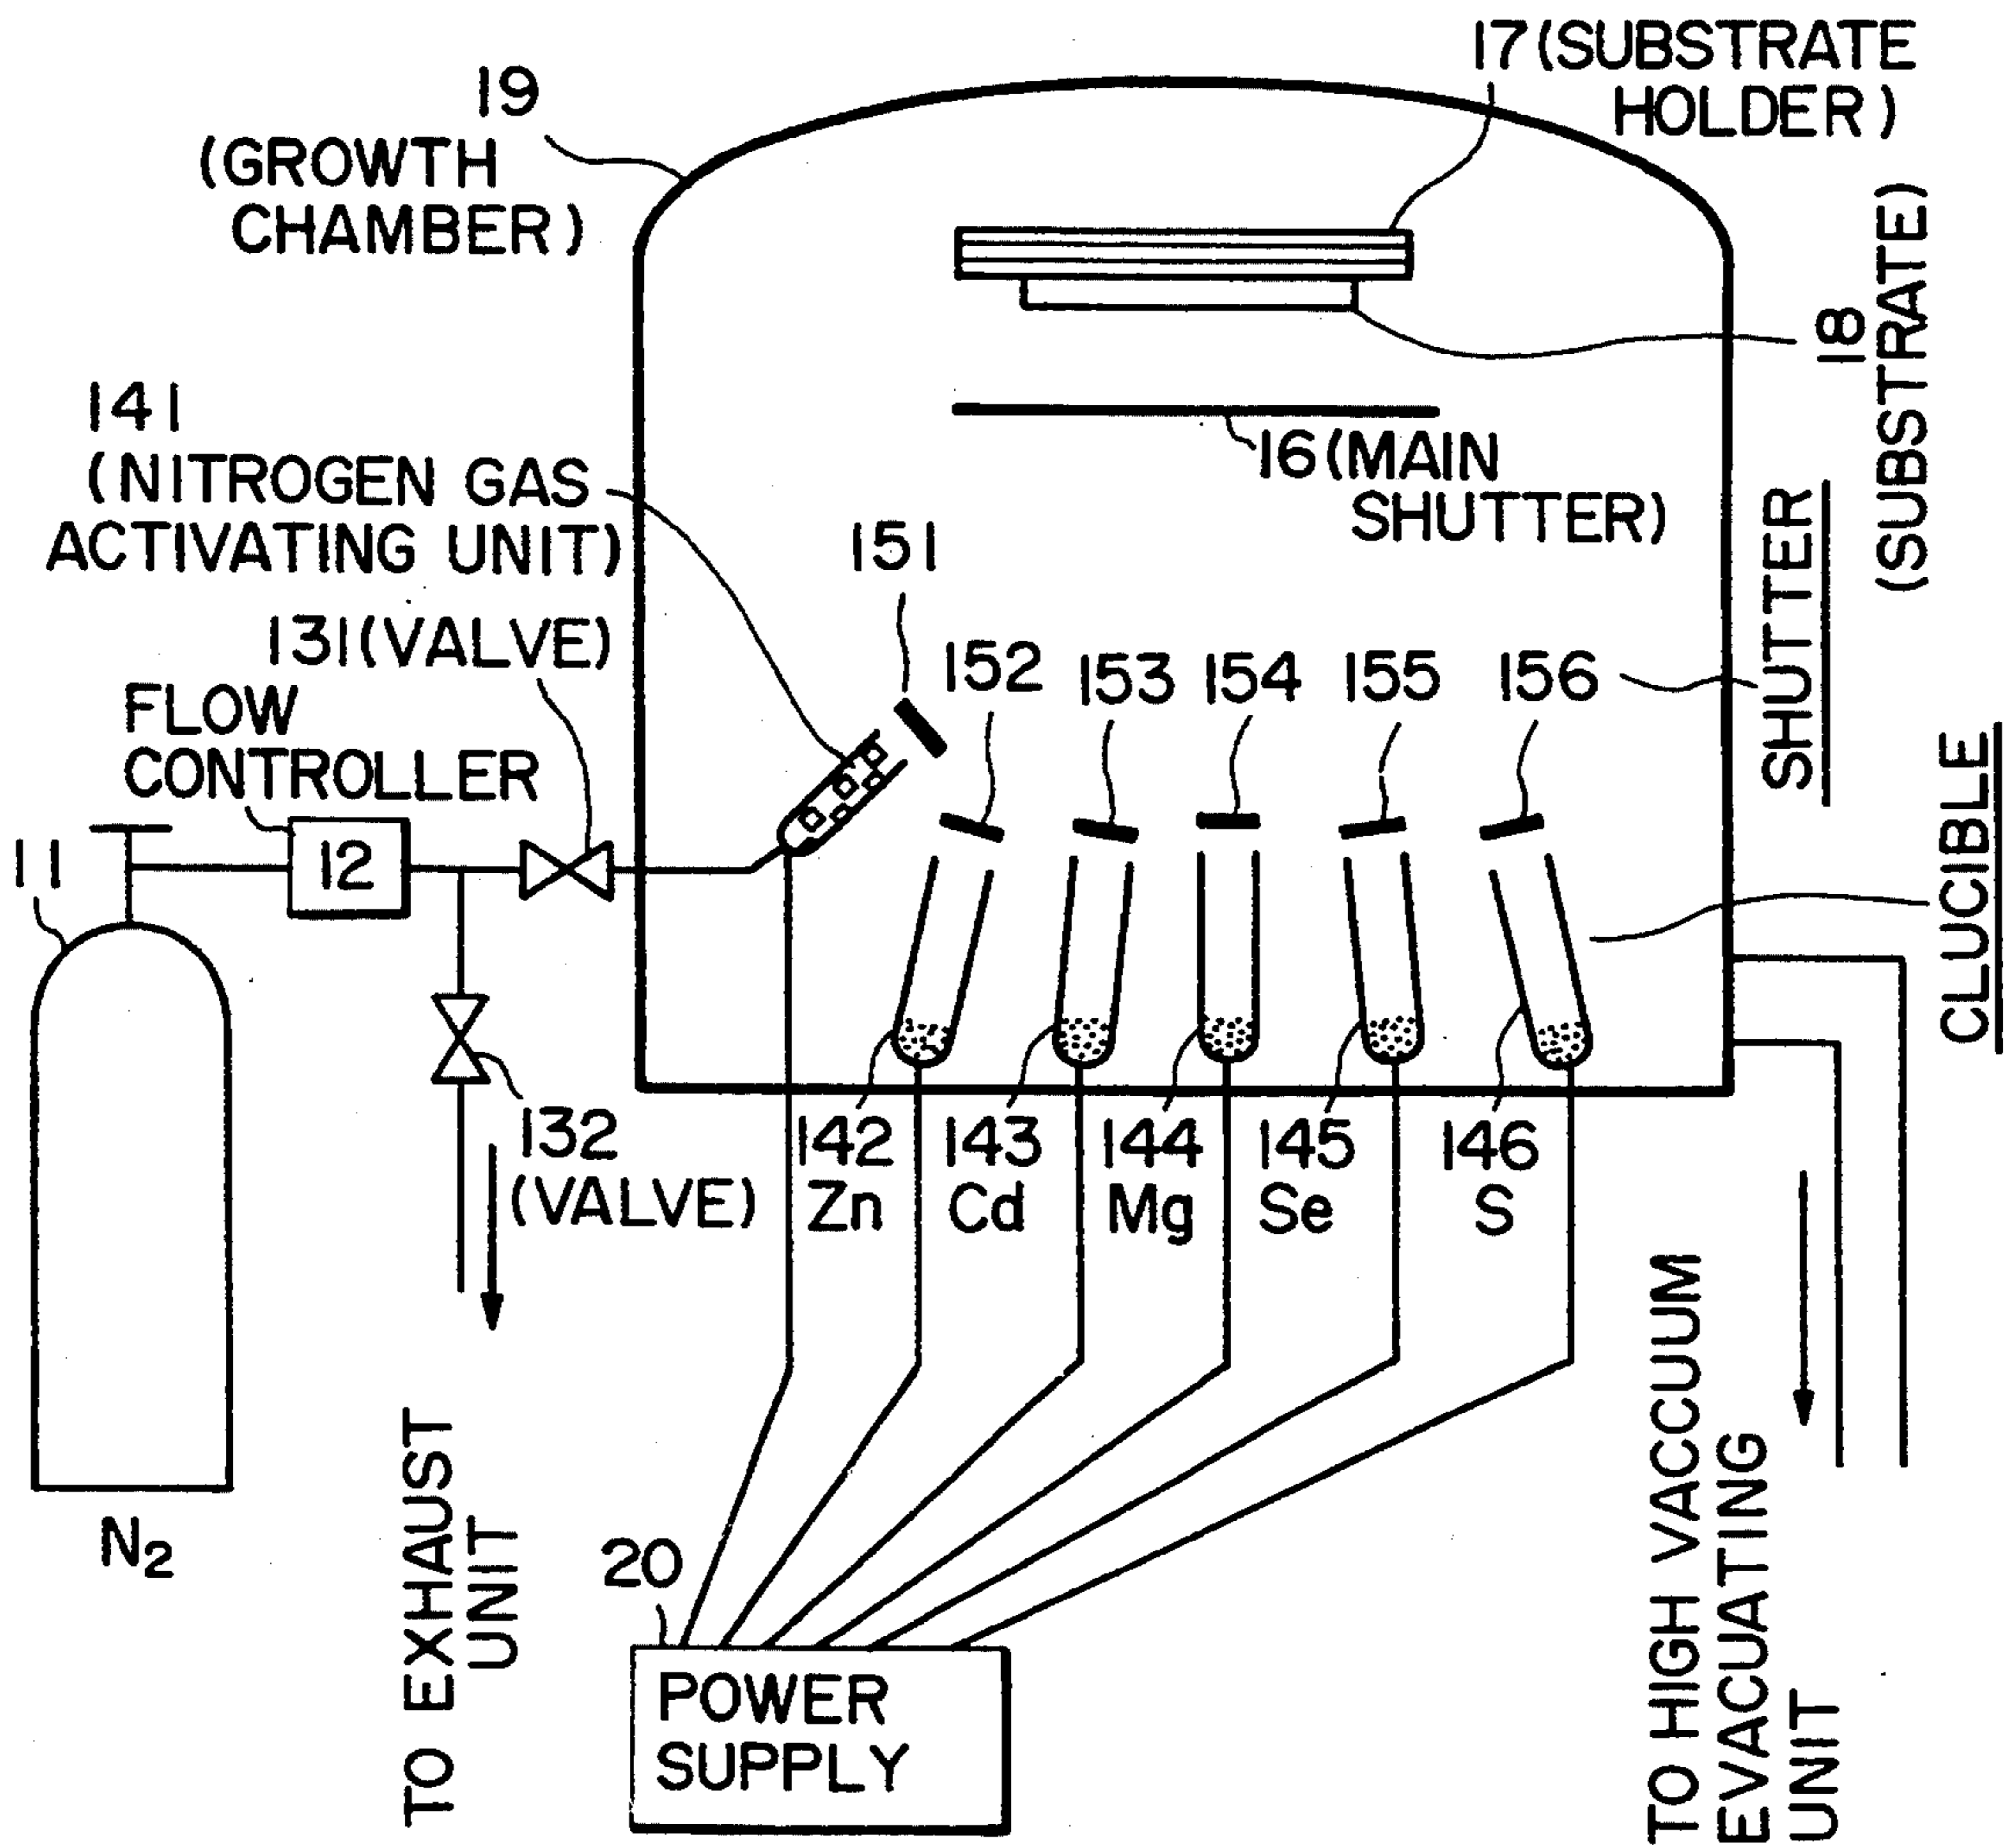 17(SUBSTRATE
HOLDER)
19
(GROWTH
CHAMBER)
18
(SUBSTRATE)
141
(NITROGEN GAS
ACTIVATING UNIT)
16(MAIN
SHUTTER)
151
131(VALVE)
152
153
154
155
156
SHUTTER
FLOW
CONTROLLER
12
11
CLUCIBLE
132
(VALVE)
142
Zn
143
Cd
144
Mg
145
Se
146
S
N2
TO EXHAUST
UNIT
20
POWER
SUPPLY
TO HIGH VACCUUM
EVACUATING
UNIT